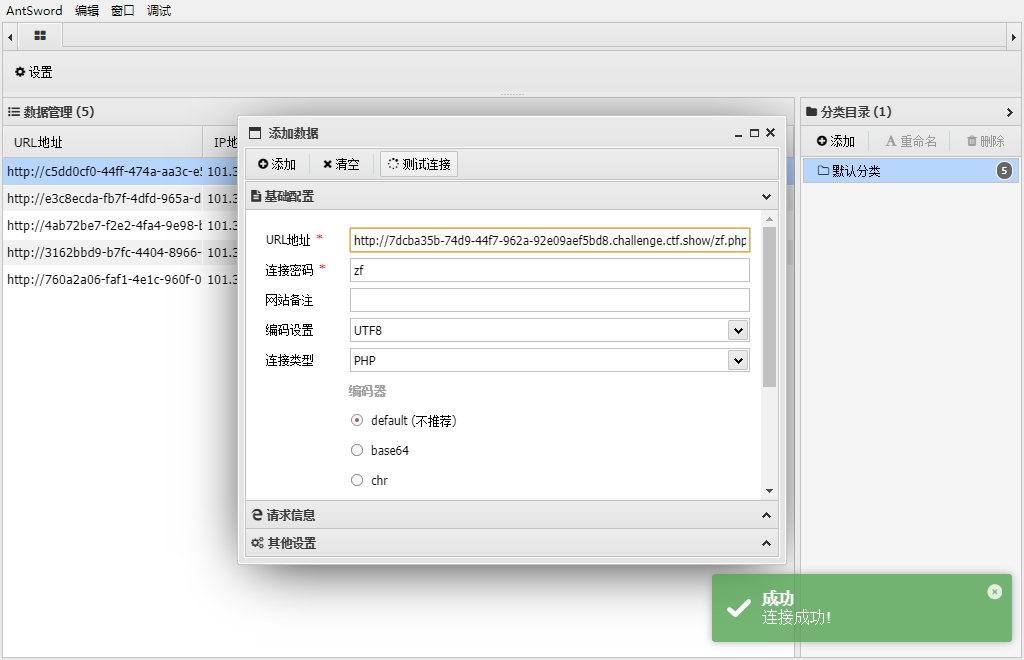 AntSword 编辑 窗口 调试
设置
数据管理 (5)
URL地址 IP地
http://c5dd0cf0-44ff-474a-aa3c-e5 101.3
http://e3c8ecda-fb7f-4dfd-965a-d 101.3
http://4ab72be7-f2e2-4fa4-9e98-b 101.3
http://3162bbd9-b7fc-4404-8966- 101.3
http://760a2a06-faf1-4e1c-960f-0 101.3
添加数据
添加 清空 测试连接
基础配置
URL地址 * http://7dcba35b-74d9-44f7-962a-92e09aef5bd8.challenge.ctf.show/zf.php
连接密码 * zf
网站备注
编码设置 UTF8
连接类型 PHP
编码器
default (不推荐)
base64
chr
请求信息
其他设置
分类目录 (1)
添加 重命名 删除
默认分类 5
成功
连接成功!